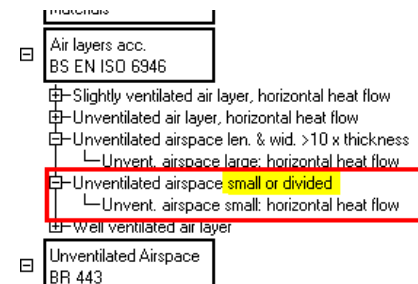 Materials
Air layers acc.
BS EN ISO 6946
Slightly ventilated air layer, horizontal heat flow
Unventilated air layer, horizontal heat flow
Unventilated airspace len. & wid. >10 x thickness
Unvent. airspace large: horizontal heat flow
Unventilated airspace small or divided
Unvent. airspace small: horizontal heat flow
Well ventilated air layer
Unventilated Airspace
BR 443